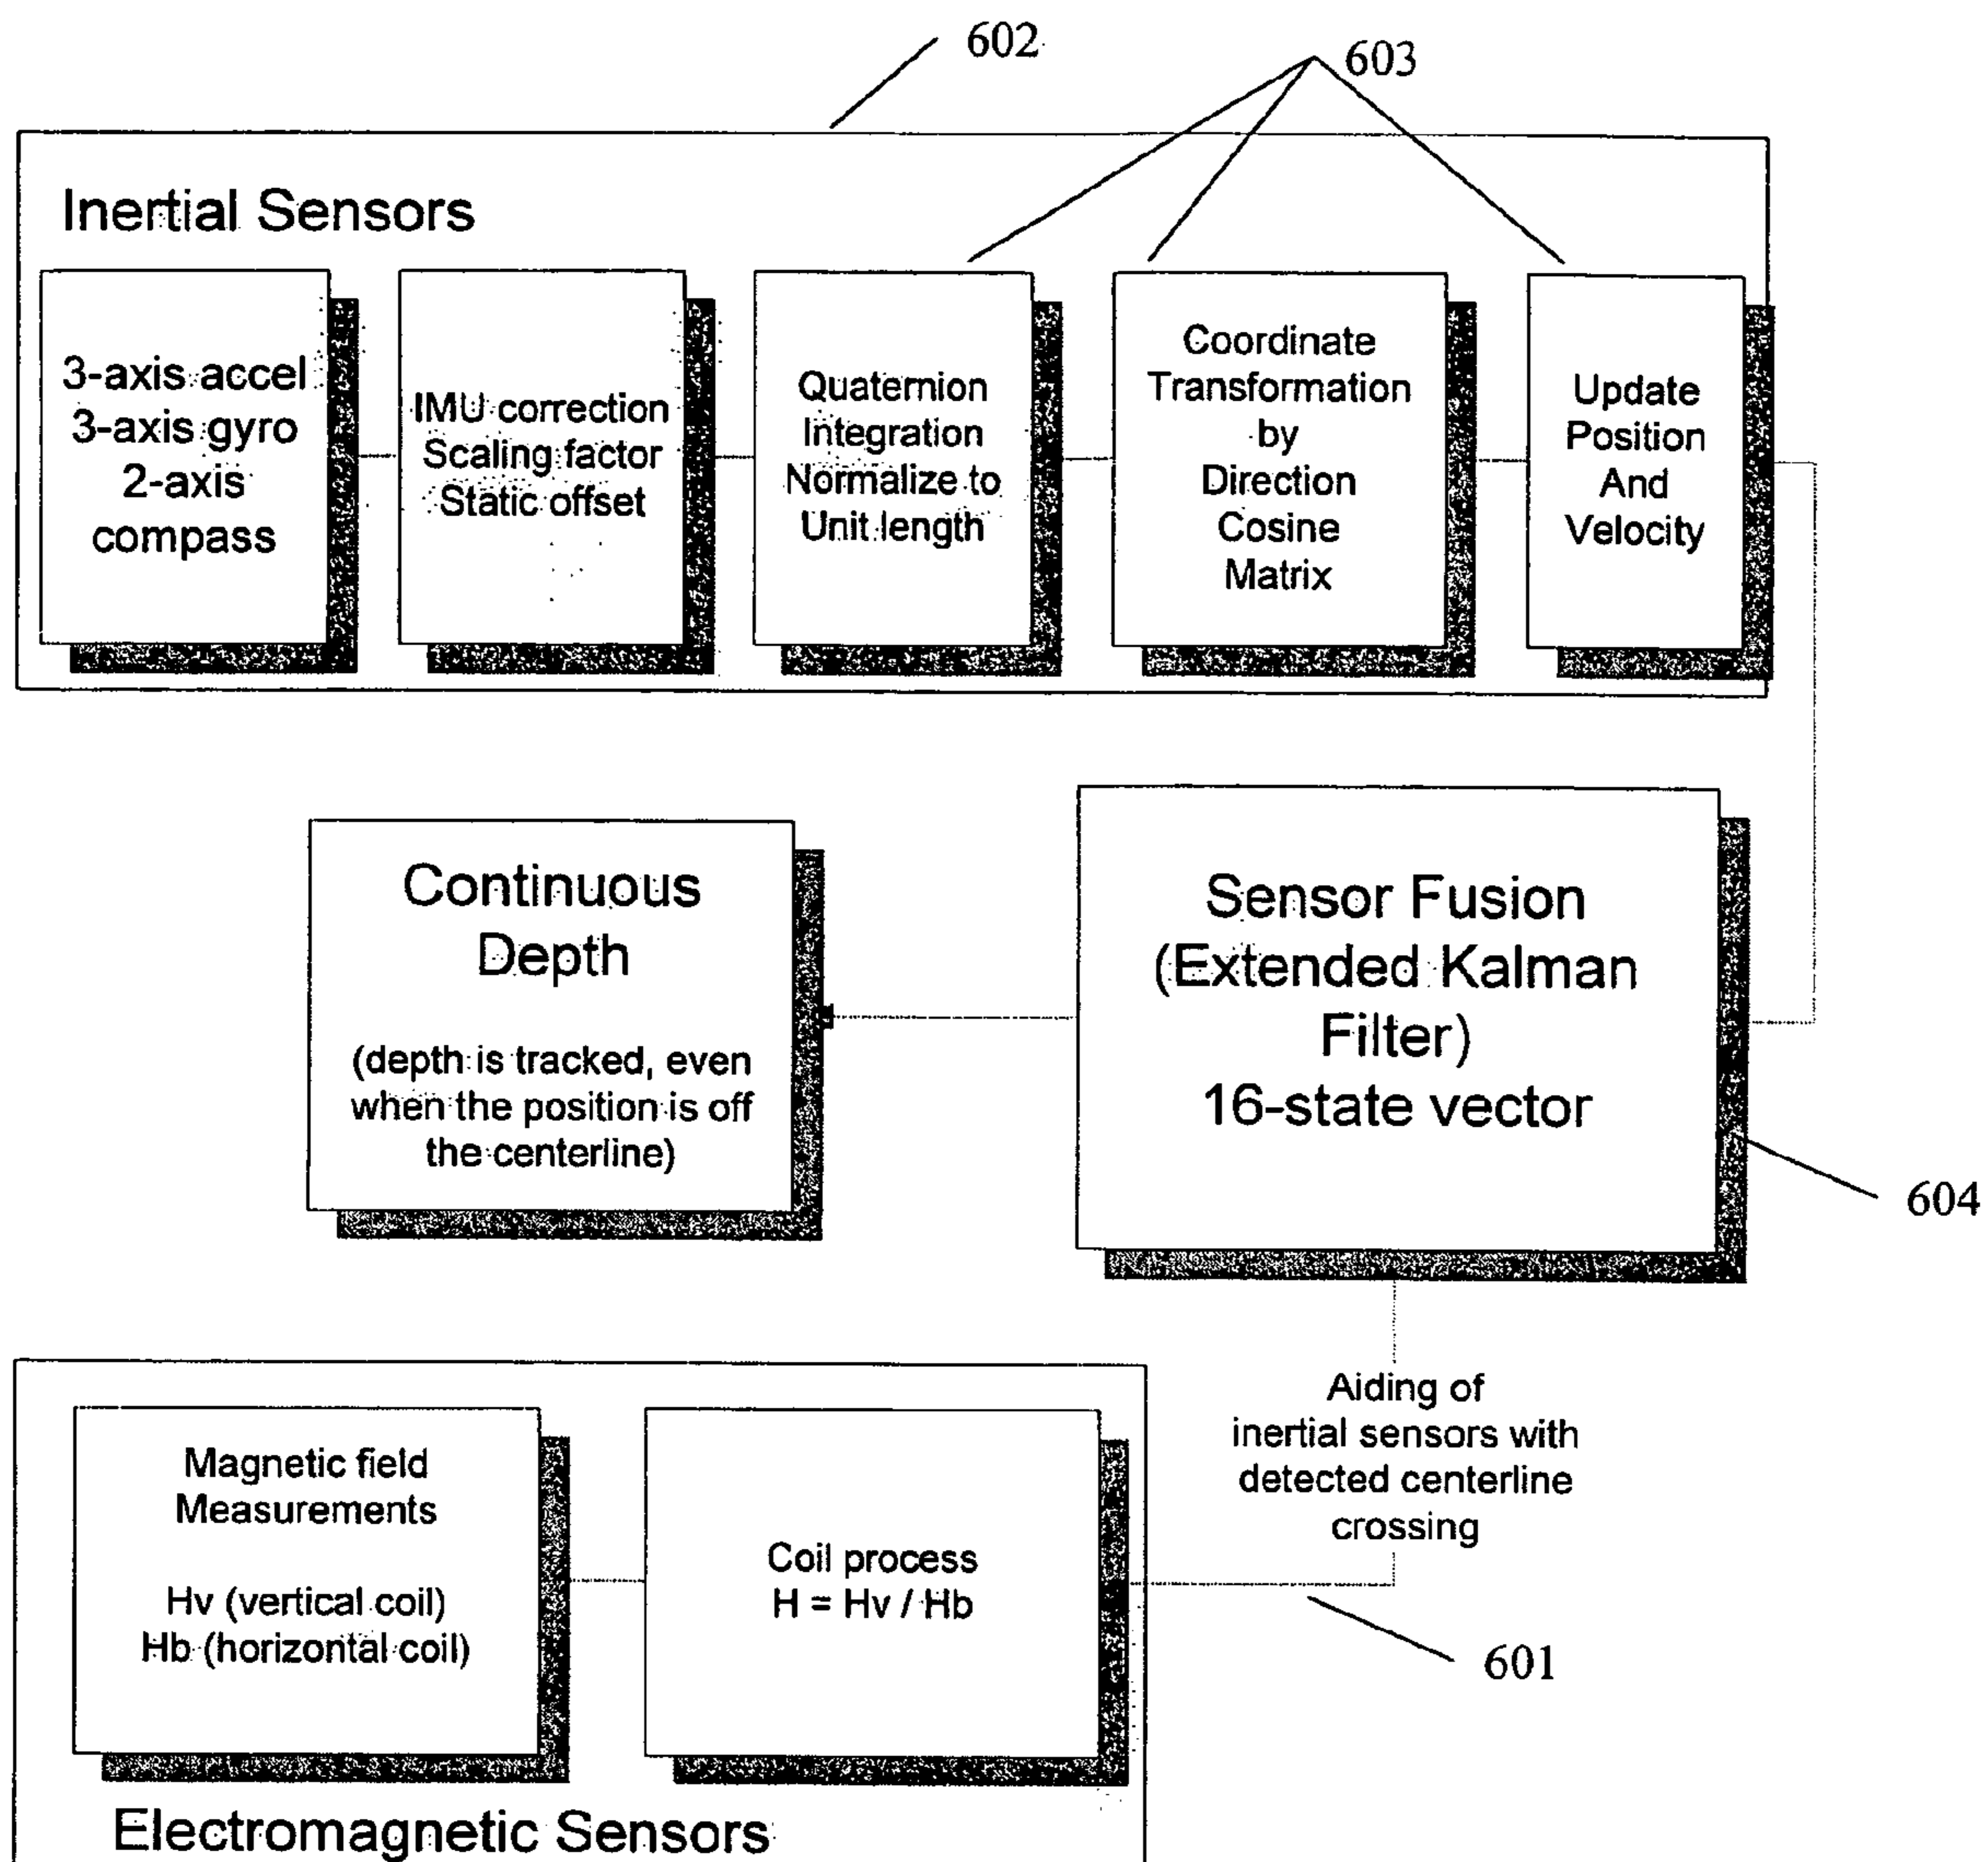 602
603
Inertial Sensors
3-axis accel
3-axis gyro
2-axis
compass
IMU correction
Scaling factor
Static offset
Quaternion
Integration
Normalize to
Unit length
Coordinate
Transformation
by
Direction
Cosine
Matrix
Update
Position
And
Velocity
Continuous
Depth
(depth is tracked, even
when the position is off
the centerline)
Sensor Fusion
(Extended Kalman
Filter)
16-state vector
604
Aiding of
inertial sensors with
detected centerline
crossing
Magnetic field
Measurements
Hv (vertical coil)
Hb (horizontal coil)
Coil process
H = Hv / Hb
601
Electromagnetic Sensors